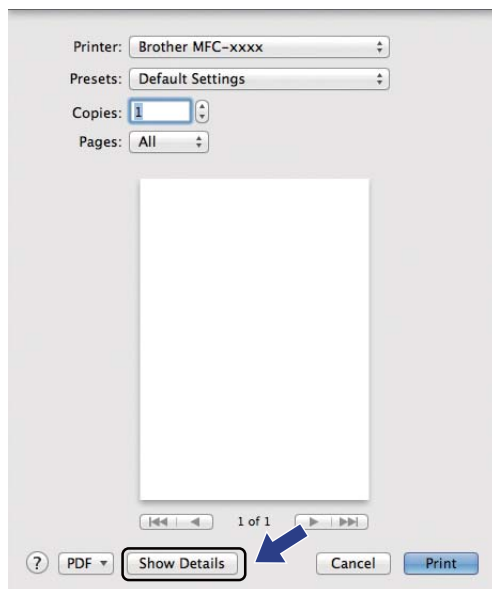 Printer: Brother MFC-xxxx
Presets: Default Settings
Copies: 1
Pages: All
1 of 1
? PDF Show Details Cancel Print